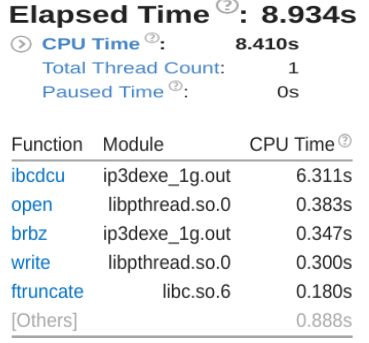 Elapsed Time ?: 8.934s
CPU Time ?: 8.410s
Total Thread Count: 1
Paused Time ?: 0s
Function Module CPU Time ?
ibcdcu ip3dexe_1g.out 6.311s
open libpthread.so.0 0.383s
brbz ip3dexe_1g.out 0.347s
write libpthread.so.0 0.300s
ftruncate libc.so.6 0.180s
[Others] 0.888s